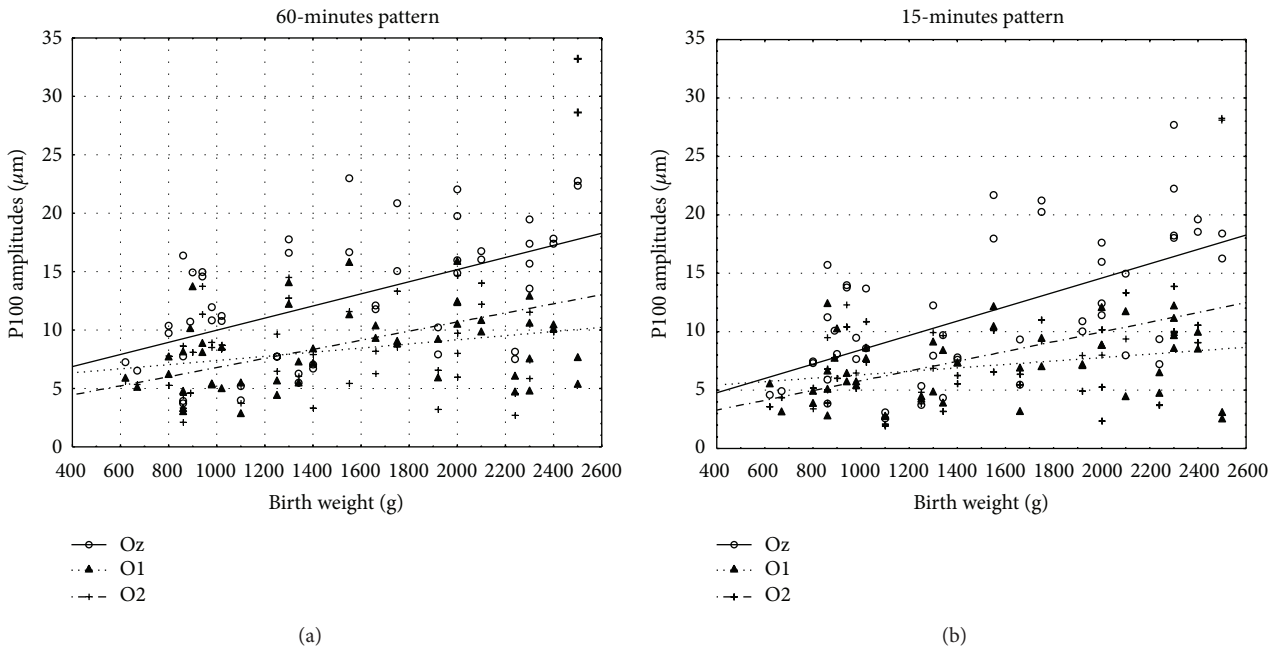 60-minutes pattern
35
30
25
20
15
10
5
0
P100 amplitudes (μm)
400 600 800 1000 1200 1400 1600 1800 2000 2200 2400 2600
Birth weight (g)
Oz
O1
O2
(a)
15-minutes pattern
35
30
25
20
15
10
5
0
P100 amplitudes (μm)
400 600 800 1000 1200 1400 1600 1800 2000 2200 2400 2600
Birth weight (g)
Oz
O1
O2
(b)